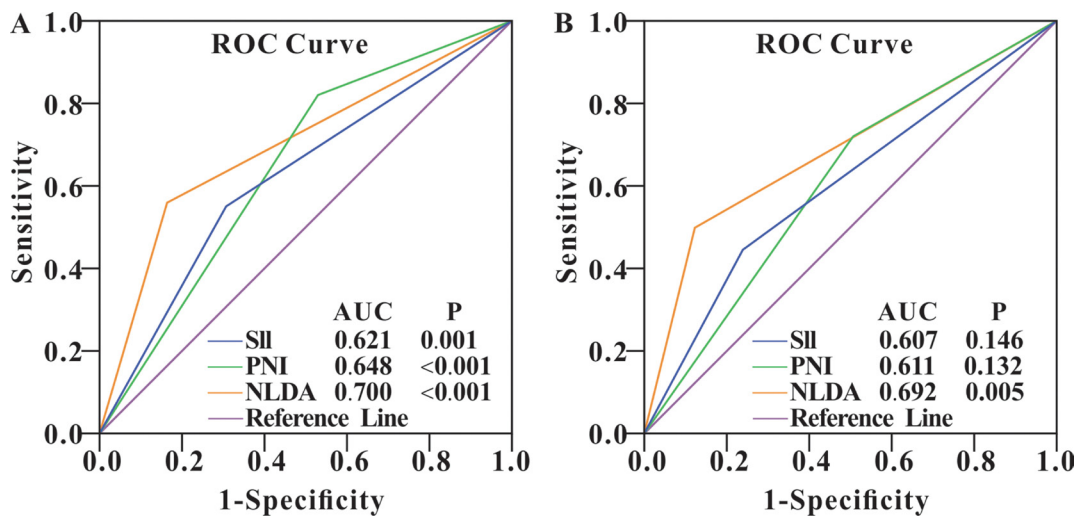 A
ROC Curve
Sensitivity
1.0
0.8
0.6
0.4
0.2
0.0
AUC P
SII 0.621 0.001
PNI 0.648 <0.001
NLDA 0.700 <0.001
Reference Line
0.0 0.2 0.4 0.6 0.8 1.0
1-Specificity
B
ROC Curve
Sensitivity
1.0
0.8
0.6
0.4
0.2
0.0
AUC P
SII 0.607 0.146
PNI 0.611 0.132
NLDA 0.692 0.005
Reference Line
0.0 0.2 0.4 0.6 0.8 1.0
1-Specificity